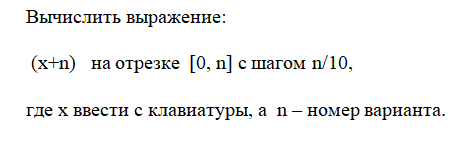 Вычислить выражение:
(x+n) на отрезке [0, n] с шагом n/10,
где x ввести с клавиатуры, а n – номер варианта.